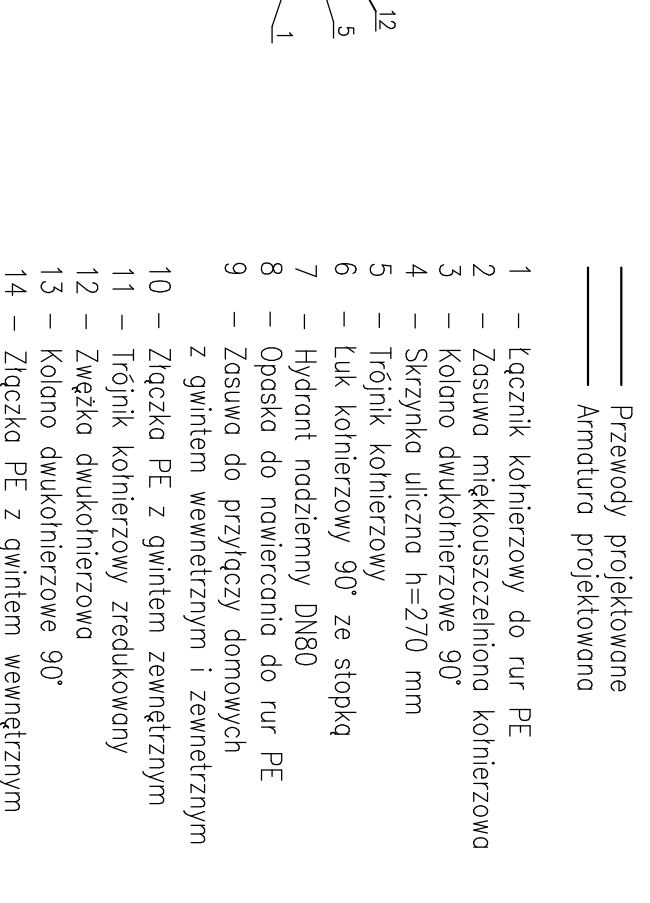 12
5
1
Przewody projektowane
Armatura projektowana
1 – Łącznik kołnierzowy do rur PE
2 – Zasuwa miękkouszczelniona kołnierzowa
3 – Kolano dwukołnierzowe 90°
4 – Skrzynka uliczna h=270 mm
5 – Trójnik kołnierzowy
6 – Łuk kołnierzowy 90° ze stopką
7 – Hydrant nadziemny DN80
8 – Opaska do nawiercania do rur PE
9 – Zasuwa do przyłączy domowych
z gwintem wewnetrznym i zewnetrznym
10 – Złączka PE z gwintem zewnętrznym
11 – Trójnik kołnierzowy zredukowany
12 – Zwężka dwukołnierzowa
13 – Kolano dwukołnierzowe 90°
14 – Złączka PE z gwintem wewnętrznym